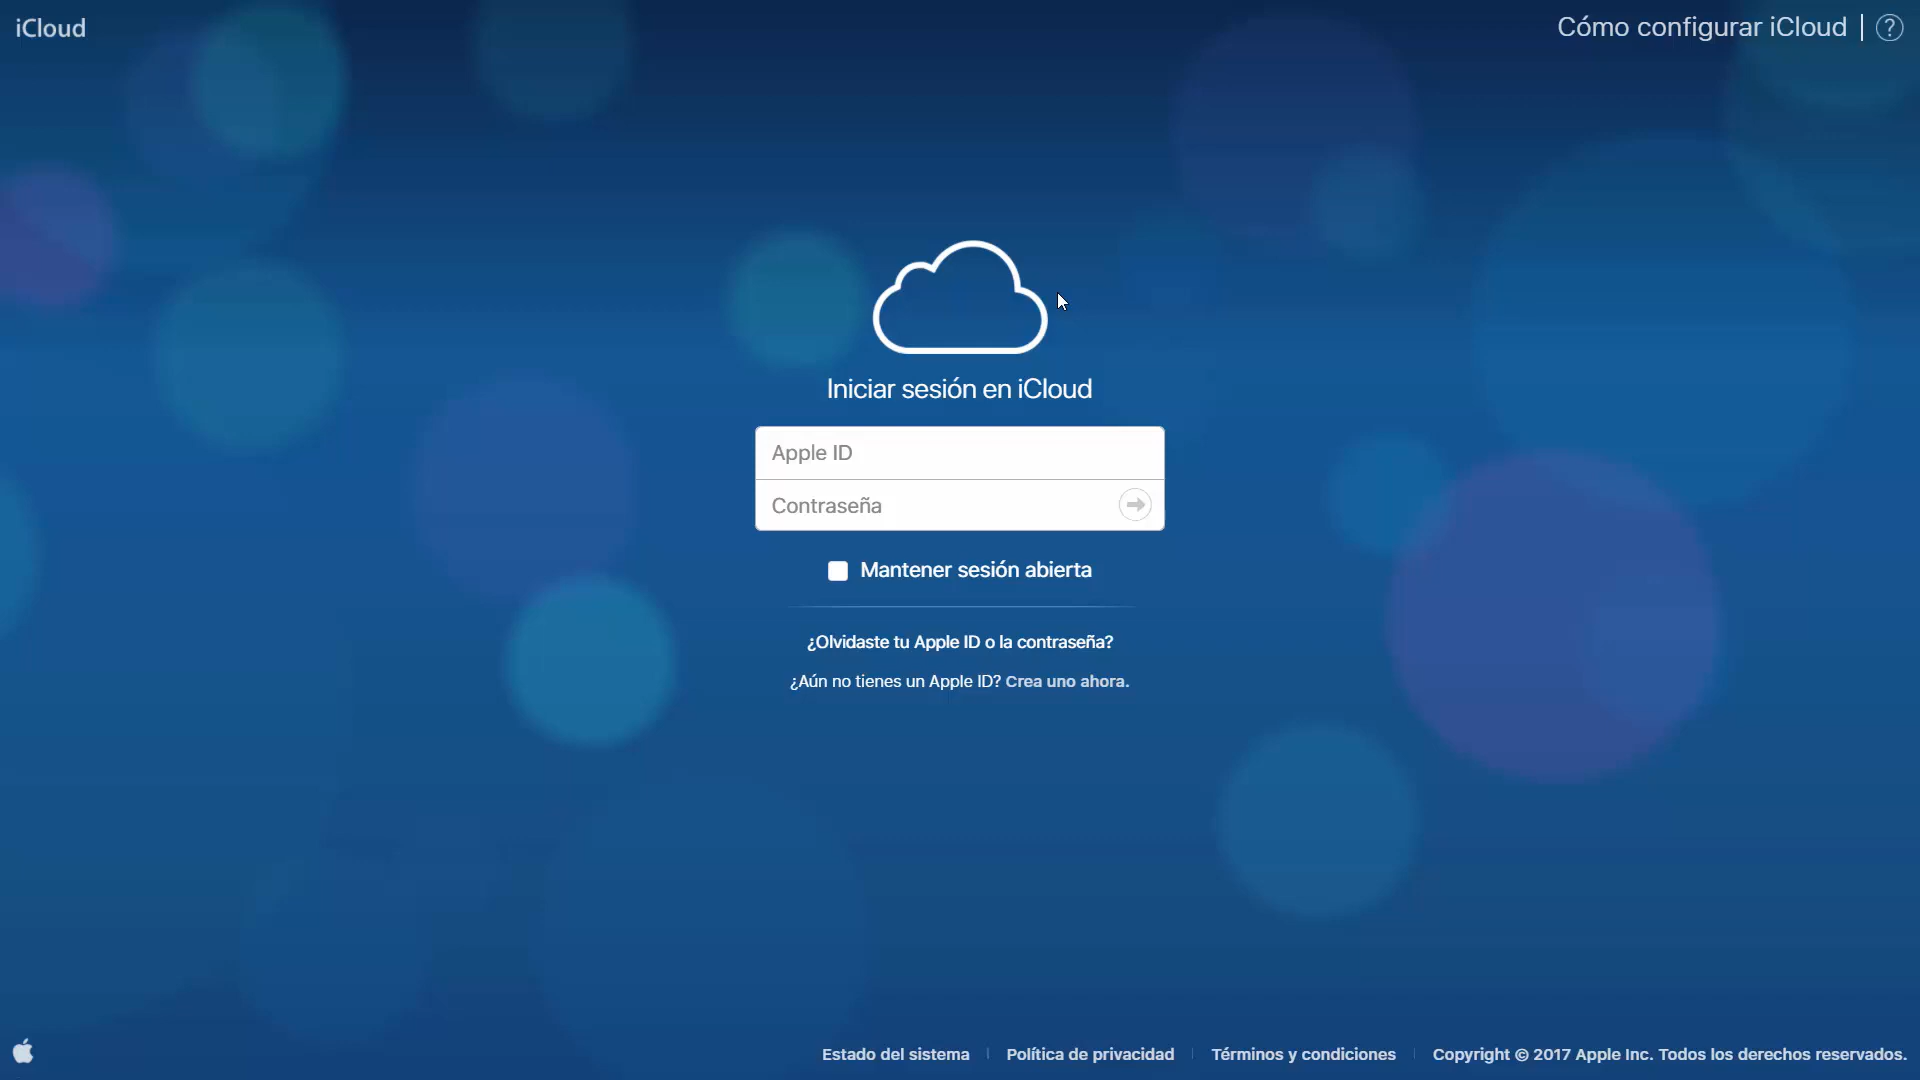 iCloud
Cómo configurar iCloud
?
Iniciar sesión en iCloud
Apple ID
Contraseña
Mantener sesión abierta
¿Olvidaste tu Apple ID o la contraseña?
¿Aún no tienes un Apple ID? Crea uno ahora.
Estado del sistema
Política de privacidad
Términos y condiciones
Copyright © 2017 Apple Inc. Todos los derechos reservados.